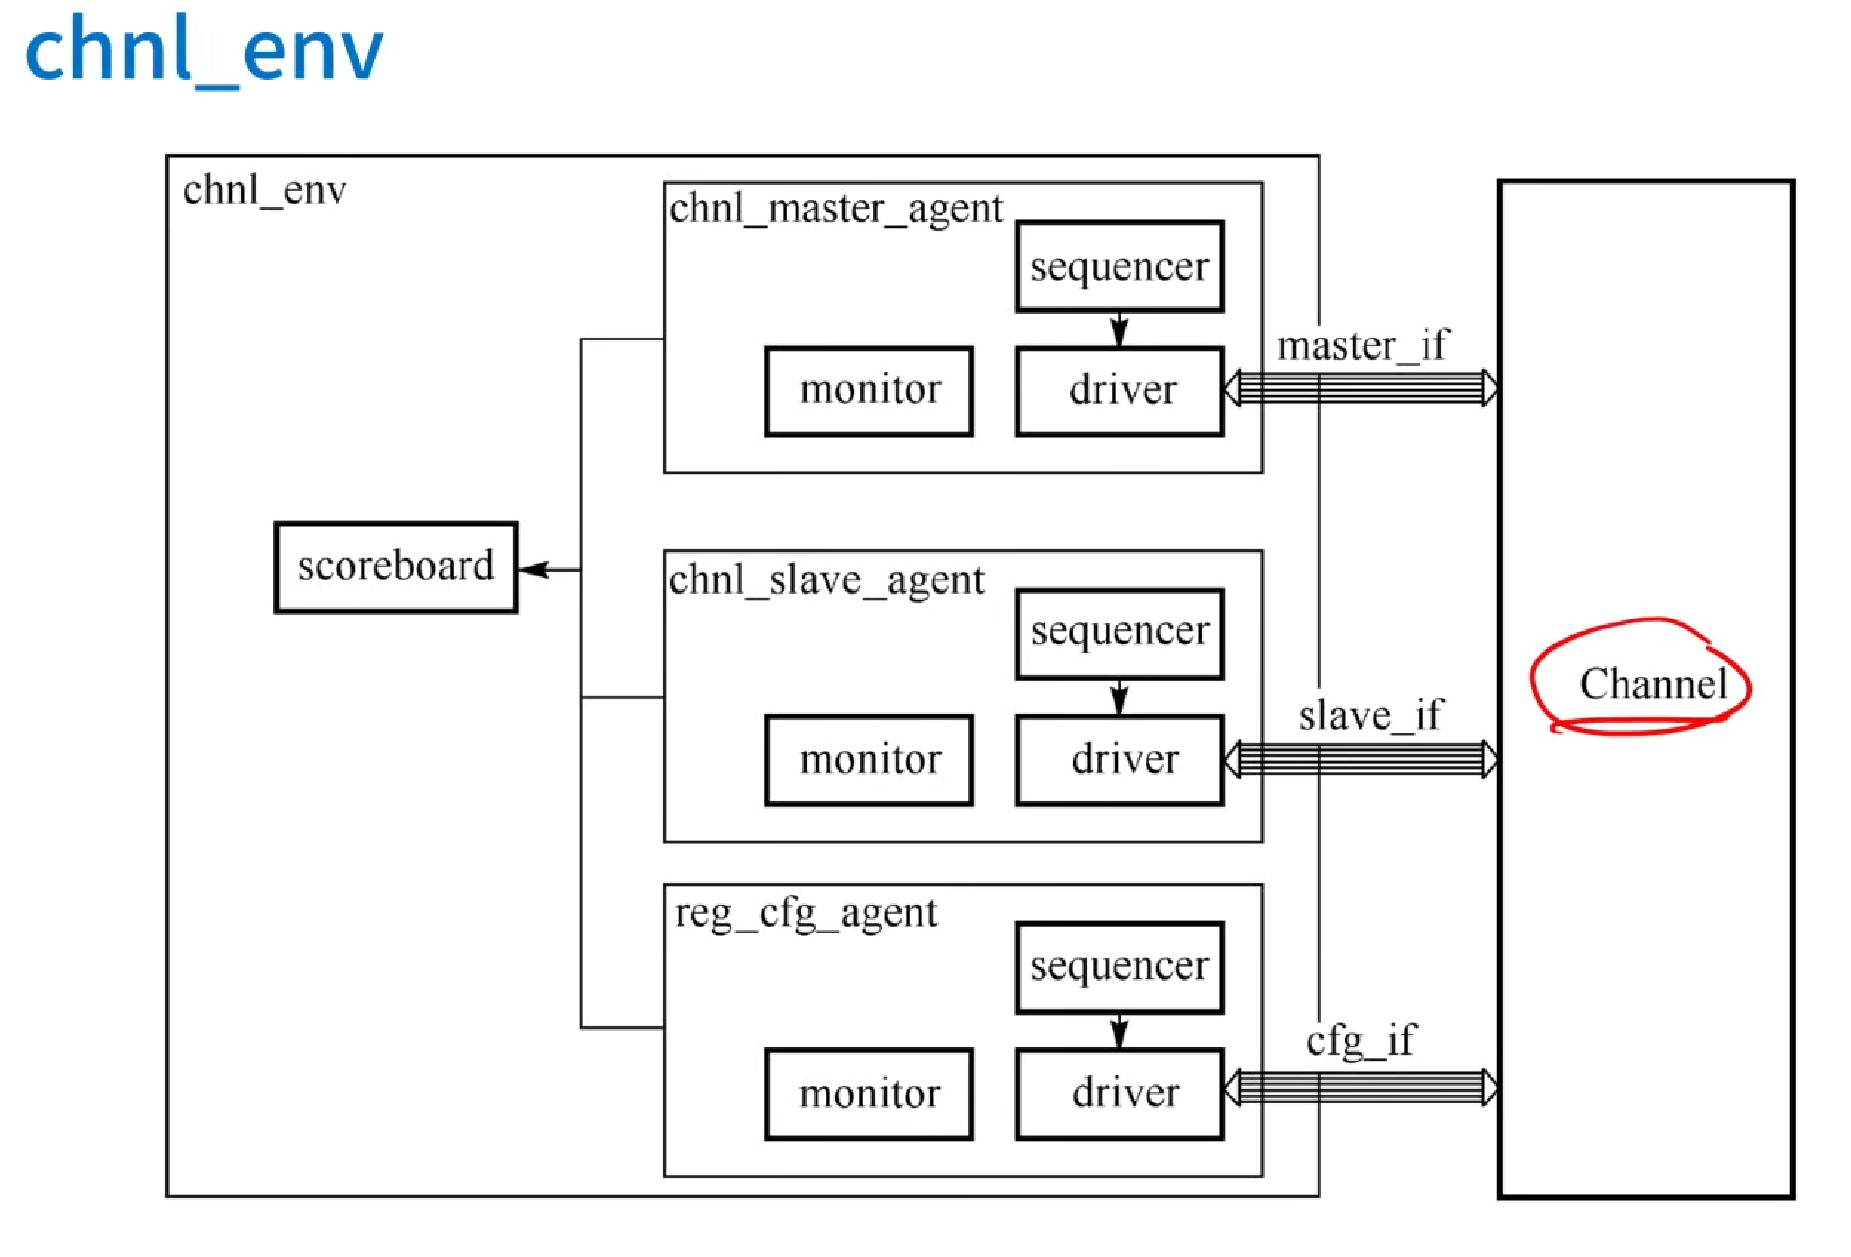 chnl_env
chnl_env
chnl_master_agent
sequencer
monitor
driver
master_if
scoreboard
chnl_slave_agent
sequencer
monitor
driver
slave_if
Channel
reg_cfg_agent
sequencer
monitor
driver
cfg_if